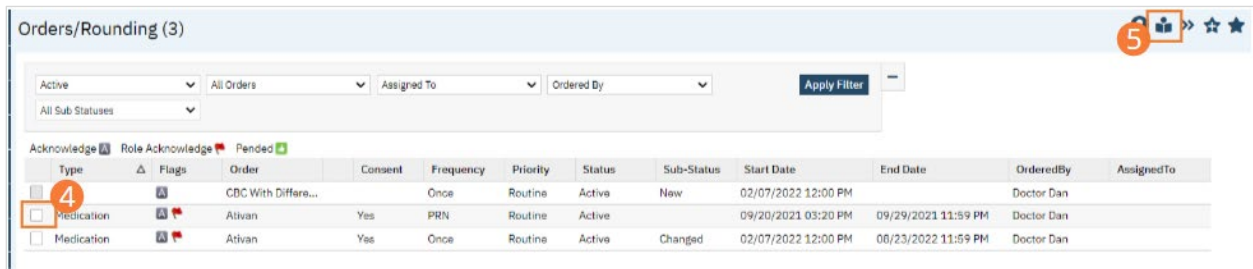 Orders/Rounding (3)
5
Active All Orders Assigned To Ordered By Apply Filter
All Sub Statuses
Acknowledge A Role Acknowledge Pended
Type Flags Order Consent Frequency Priority Status Sub-Status Start Date End Date OrderedBy AssignedTo
A CBC With Differe... Once Routine Active New 02/07/2022 12:00 PM Doctor Dan
4
Medication A Ativan Yes PRN Routine Active 09/20/2021 03:20 PM 09/29/2021 11:59 PM Doctor Dan
Medication A Ativan Yes Once Routine Active Changed 02/07/2022 12:00 PM 08/23/2022 11:59 PM Doctor Dan